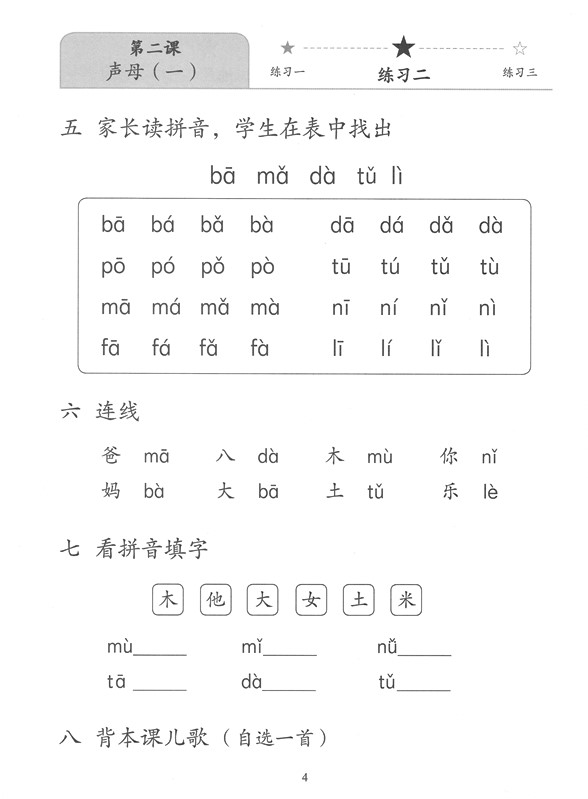 第二课
声母（一）
练习一 练习二 练习三
五 家长读拼音，学生在表中找出
bā mǎ dà tǔ lì
bā bá bǎ bà dā dá dǎ dà
pō pó pǒ pò tū tú tǔ tù
mā má mǎ mà nī ní nǐ nì
fā fá fǎ fà lī lí lǐ lì
六 连线
爸 mā 八 dà 木 mù 你 nǐ
妈 bà 大 bā 土 tǔ 乐 lè
七 看拼音填字
木 他 大 女 土 米
mù______ mǐ______ nǚ______
tā ______ dà______ tǔ______
八 背本课儿歌（自选一首）
4